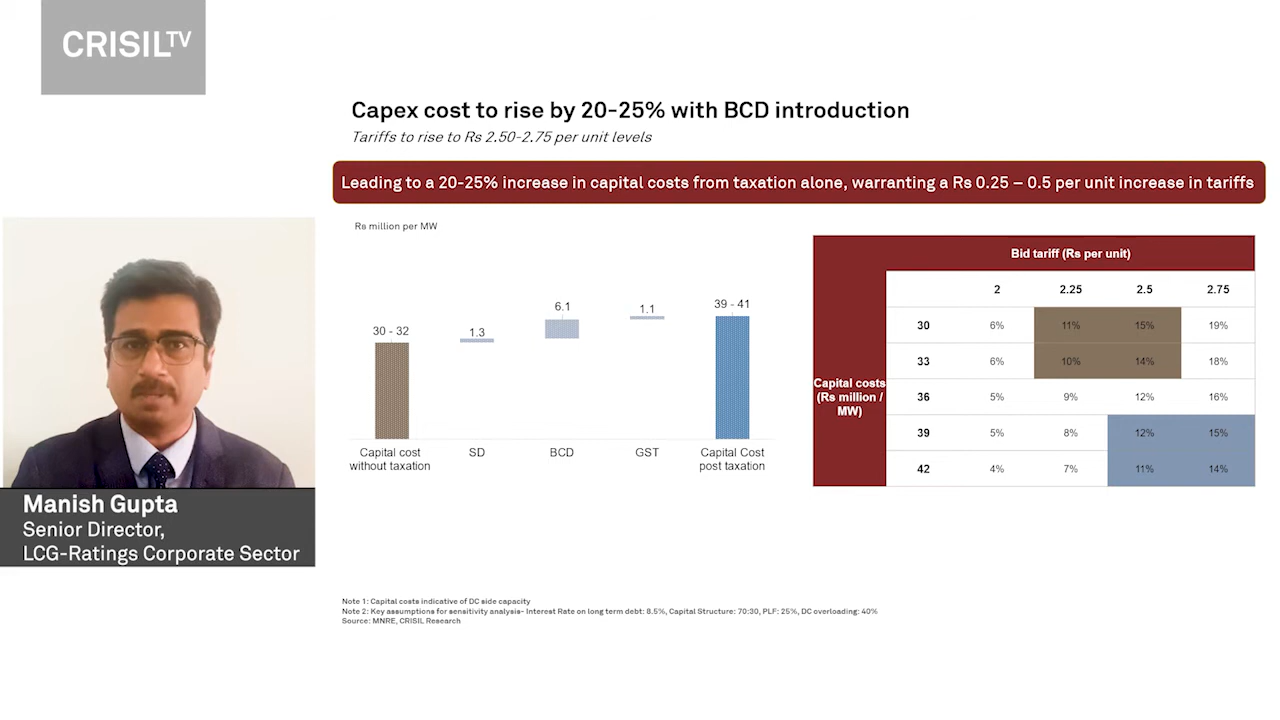 CRISIL TV
Capex cost to rise by 20-25% with BCD introduction
Tariffs to rise to Rs 2.50-2.75 per unit levels
Leading to a 20-25% increase in capital costs from taxation alone, warranting a Rs 0.25 – 0.5 per unit increase in tariffs
Rs million per MW
30 - 32
1.3
6.1
1.1
39 - 41
Capital cost
without taxation
SD
BCD
GST
Capital Cost
post taxation
Bid tariff (Rs per unit)
2 2.25 2.5 2.75
Capital costs
(Rs million /
MW)
30 6% 11% 15% 19%
33 6% 10% 14% 18%
36 5% 9% 12% 16%
39 5% 8% 12% 15%
42 4% 7% 11% 14%
Manish Gupta
Senior Director,
LCG-Ratings Corporate Sector
Note 1: Capital costs indicative of DC side capacity
Note 2: Key assumptions for sensitivity analysis- Interest Rate on long term debt: 8.5%, Capital Structure: 70:30, PLF: 25%, DC overloading: 40%
Source: MNRE, CRISIL Research